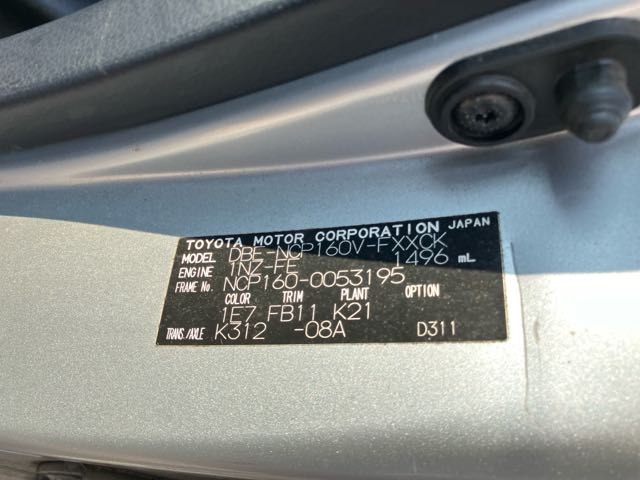 TOYOTA MOTOR CORPORATION JAPAN
MODEL DBE-NCP160V-FXXCK
ENGINE 1NZ-FE 1496 mL
FRAME No. NCP160-0053195
COLOR TRIM PLANT OPTION
1E7 FB11 K21
TRANS./AXLE K312 -08A D311